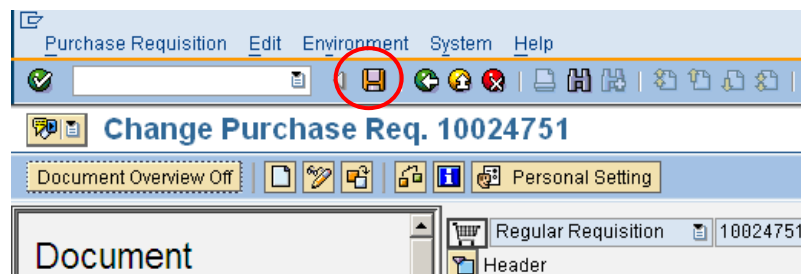 Purchase Requisition Edit Environment System Help
Change Purchase Req. 10024751
Document Overview Off Personal Setting
Regular Requisition 10024751
Document
Header